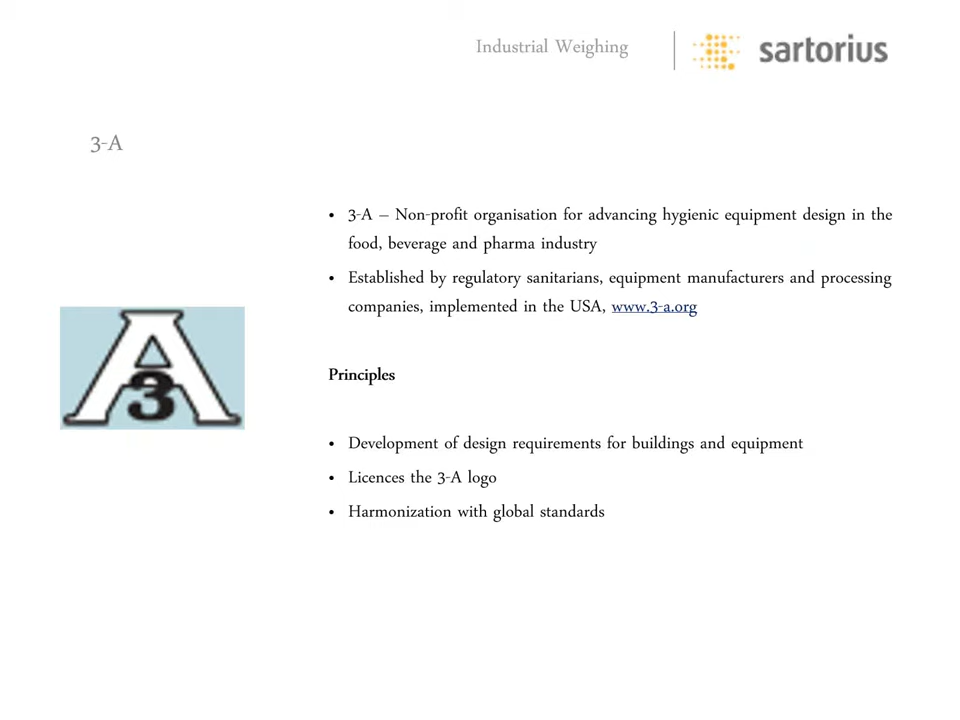 Industrial Weighing
sartorius
3-A
• 3-A – Non-profit organisation for advancing hygienic equipment design in the
food, beverage and pharma industry
• Established by regulatory sanitarians, equipment manufacturers and processing
companies, implemented in the USA, www.3-a.org
A
3
Principles
• Development of design requirements for buildings and equipment
• Licences the 3-A logo
• Harmonization with global standards